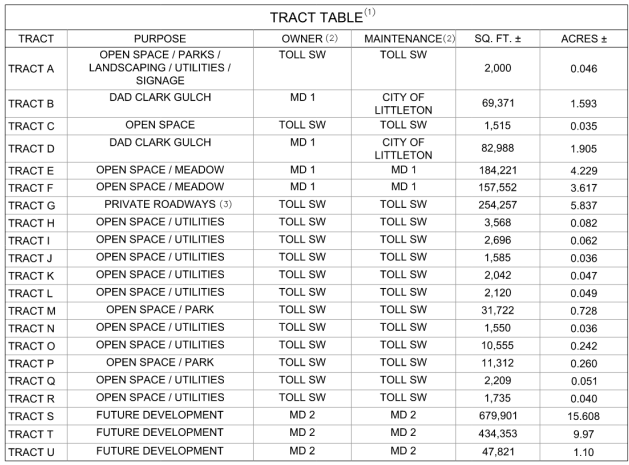 TRACT TABLE(1)
TRACT PURPOSE OWNER (2) MAINTENANCE(2) SQ. FT. ± ACRES ±
TRACT A OPEN SPACE / PARKS / LANDSCAPING / UTILITIES / SIGNAGE TOLL SW TOLL SW 2,000 0.046
TRACT B DAD CLARK GULCH MD 1 CITY OF LITTLETON 69,371 1.593
TRACT C OPEN SPACE TOLL SW TOLL SW 1,515 0.035
TRACT D DAD CLARK GULCH MD 1 CITY OF LITTLETON 82,988 1.905
TRACT E OPEN SPACE / MEADOW MD 1 MD 1 184,221 4.229
TRACT F OPEN SPACE / MEADOW MD 1 MD 1 157,552 3.617
TRACT G PRIVATE ROADWAYS (3) TOLL SW TOLL SW 254,257 5.837
TRACT H OPEN SPACE / UTILITIES TOLL SW TOLL SW 3,568 0.082
TRACT I OPEN SPACE / UTILITIES TOLL SW TOLL SW 2,696 0.062
TRACT J OPEN SPACE / UTILITIES TOLL SW TOLL SW 1,585 0.036
TRACT K OPEN SPACE / UTILITIES TOLL SW TOLL SW 2,042 0.047
TRACT L OPEN SPACE / UTILITIES TOLL SW TOLL SW 2,120 0.049
TRACT M OPEN SPACE / PARK TOLL SW TOLL SW 31,722 0.728
TRACT N OPEN SPACE / UTILITIES TOLL SW TOLL SW 1,550 0.036
TRACT O OPEN SPACE / UTILITIES TOLL SW TOLL SW 10,555 0.242
TRACT P OPEN SPACE / PARK TOLL SW TOLL SW 11,312 0.260
TRACT Q OPEN SPACE / UTILITIES TOLL SW TOLL SW 2,209 0.051
TRACT R OPEN SPACE / UTILITIES TOLL SW TOLL SW 1,735 0.040
TRACT S FUTURE DEVELOPMENT MD 2 MD 2 679,901 15.608
TRACT T FUTURE DEVELOPMENT MD 2 MD 2 434,353 9.97
TRACT U FUTURE DEVELOPMENT MD 2 MD 2 47,821 1.10